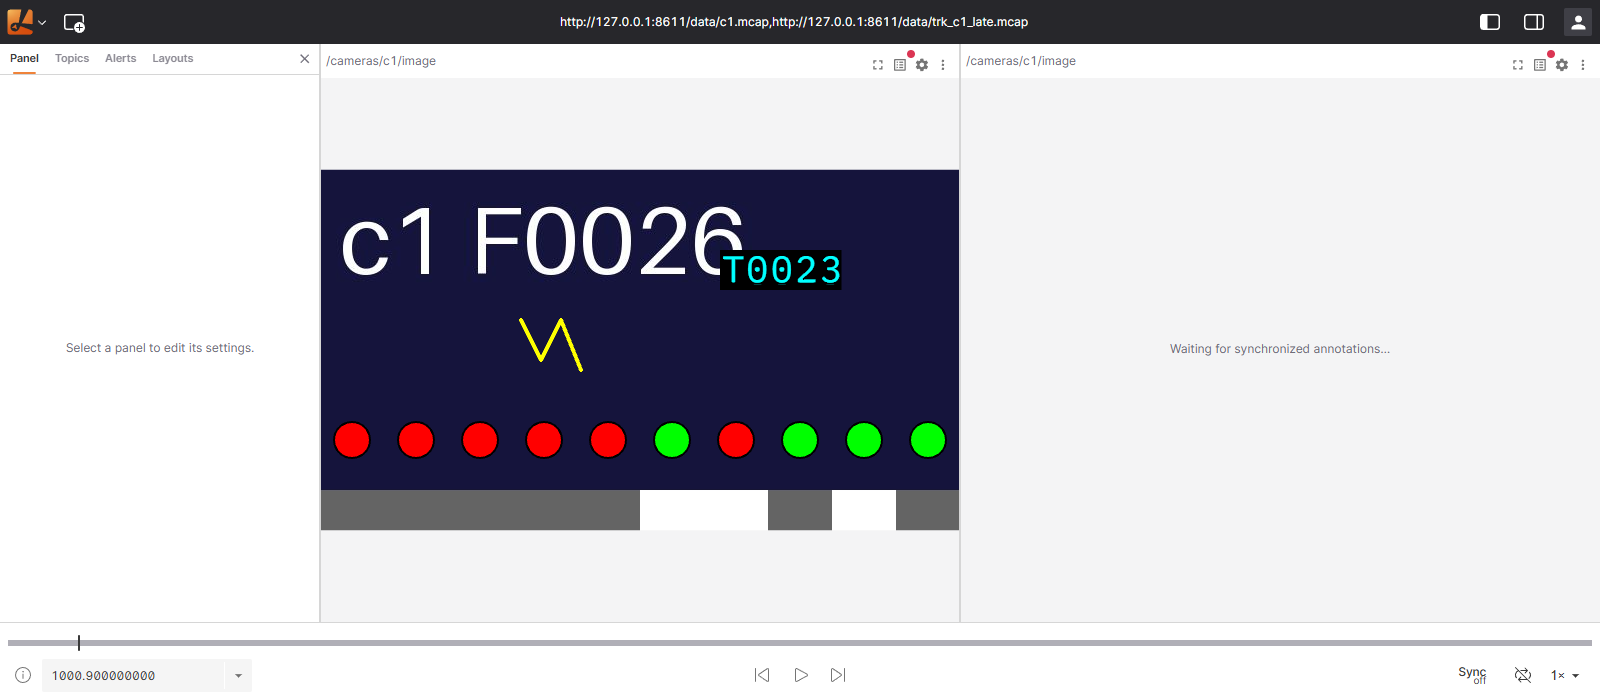 http://127.0.0.1:8611/data/c1.mcap,http://127.0.0.1:8611/data/trk_c1_late.mcap
Panel Topics Alerts Layouts
/cameras/c1/image
/cameras/c1/image
Select a panel to edit its settings.
c1 F0026
T0023
Waiting for synchronized annotations...
1000.900000000
Sync
off
1×